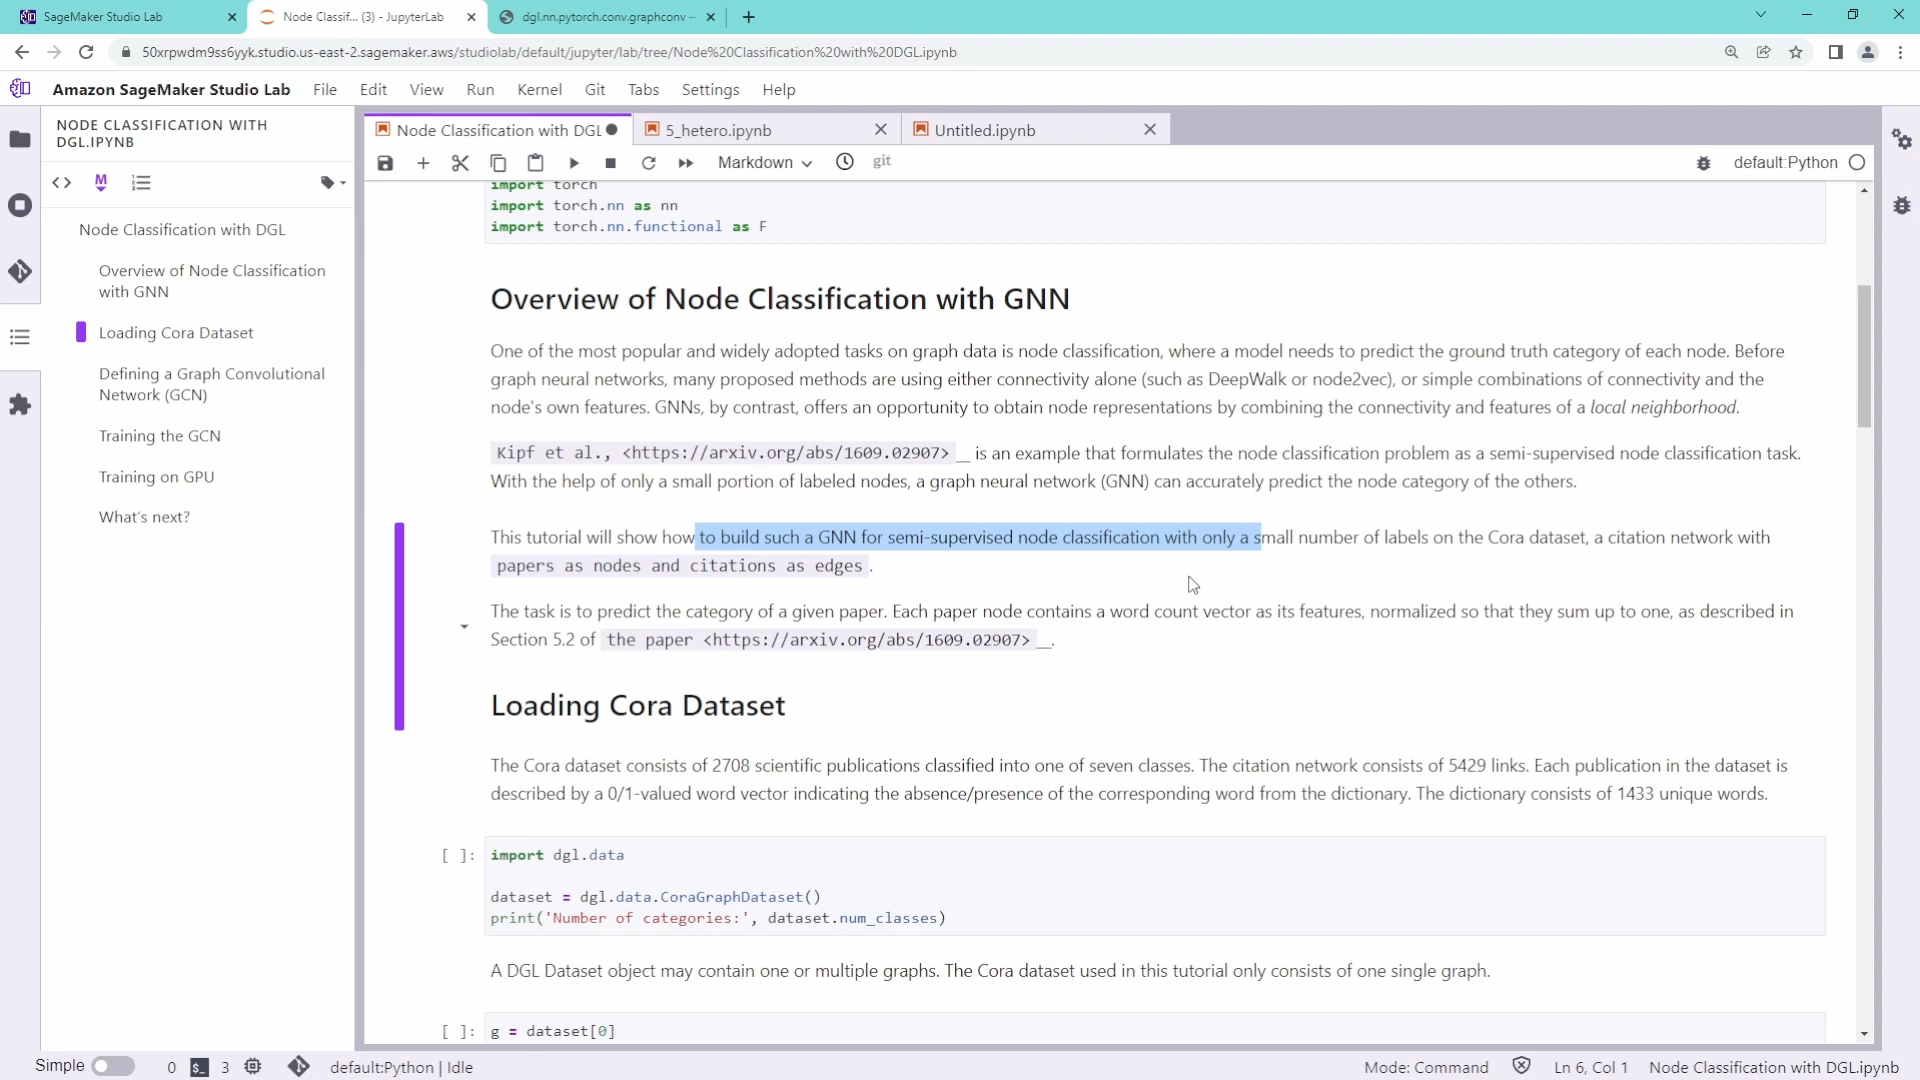 SageMaker Studio Lab
Node Classif... (3) - JupyterLab
dgl.nn.pytorch.conv.graphconv –
50xrpwdm9ss6yyk.studio.us-east-2.sagemaker.aws/studiolab/default/jupyter/lab/tree/Node%20Classification%20with%20DGL.ipynb
Amazon SageMaker Studio Lab File Edit View Run Kernel Git Tabs Settings Help
NODE CLASSIFICATION WITH
DGL.IPYNB
Node Classification with DGL
Overview of Node Classification
with GNN
Loading Cora Dataset
Defining a Graph Convolutional
Network (GCN)
Training the GCN
Training on GPU
What's next?
Node Classification with DGL
5_hetero.ipynb
Untitled.ipynb
Markdown
git
default:Python
import torch
import torch.nn as nn
import torch.nn.functional as F
Overview of Node Classification with GNN
One of the most popular and widely adopted tasks on graph data is node classification, where a model needs to predict the ground truth category of each node. Before
graph neural networks, many proposed methods are using either connectivity alone (such as DeepWalk or node2vec), or simple combinations of connectivity and the
node's own features. GNNs, by contrast, offers an opportunity to obtain node representations by combining the connectivity and features of a local neighborhood.
Kipf et al., <https://arxiv.org/abs/1609.02907> __ is an example that formulates the node classification problem as a semi-supervised node classification task.
With the help of only a small portion of labeled nodes, a graph neural network (GNN) can accurately predict the node category of the others.
This tutorial will show how to build such a GNN for semi-supervised node classification with only a small number of labels on the Cora dataset, a citation network with
papers as nodes and citations as edges .
The task is to predict the category of a given paper. Each paper node contains a word count vector as its features, normalized so that they sum up to one, as described in
Section 5.2 of the paper <https://arxiv.org/abs/1609.02907> __.
Loading Cora Dataset
The Cora dataset consists of 2708 scientific publications classified into one of seven classes. The citation network consists of 5429 links. Each publication in the dataset is
described by a 0/1-valued word vector indicating the absence/presence of the corresponding word from the dictionary. The dictionary consists of 1433 unique words.
[ ]: import dgl.data
dataset = dgl.data.CoraGraphDataset()
print('Number of categories:', dataset.num_classes)
A DGL Dataset object may contain one or multiple graphs. The Cora dataset used in this tutorial only consists of one single graph.
[ ]: g = dataset[0]
Simple 0 $_ 3 default:Python | Idle Mode: Command Ln 6, Col 1 Node Classification with DGL.ipynb